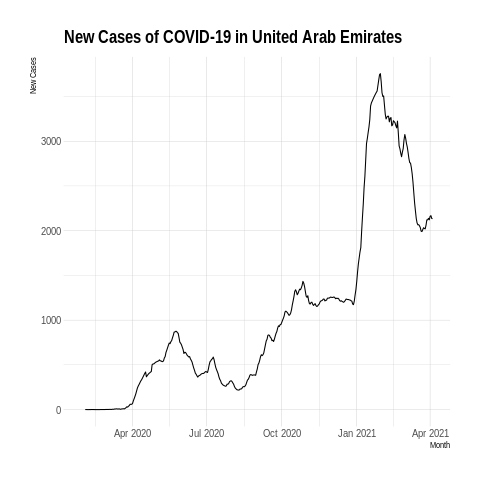 New Cases of COVID-19 in United Arab Emirates
New Cases
3000
2000
1000
0
Apr 2020
Jul 2020
Oct 2020
Jan 2021
Apr 2021
Month